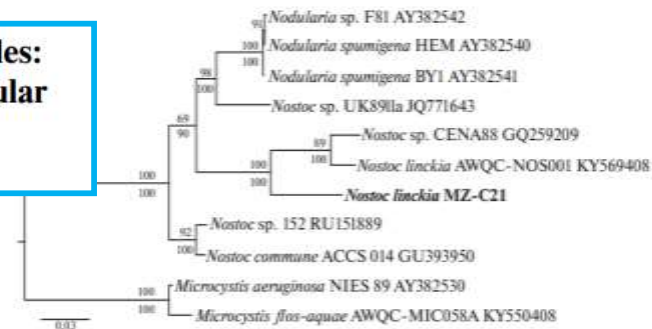 les:
ular
91
Nodularia sp. F81 AY382542
100
Nodularia spumigena HEM AY382540
100
98
Nodularia spumigena BY1 AY382541
100
Nostoc sp. UK89IIa JQ771643
69
90
89
Nostoc sp. CENA88 GQ259209
100
100
Nostoc linckia AWQC-NOS001 KY569408
100
100
Nostoc linckia MZ-C21
100
92
Nostoc sp. 152 RU151889
100
Nostoc commune ACCS 014 GU393950
100
Microcystis aeruginosa NIES 89 AY382530
100
Microcystis flos-aquae AWQC-MIC058A KY550408
0.03